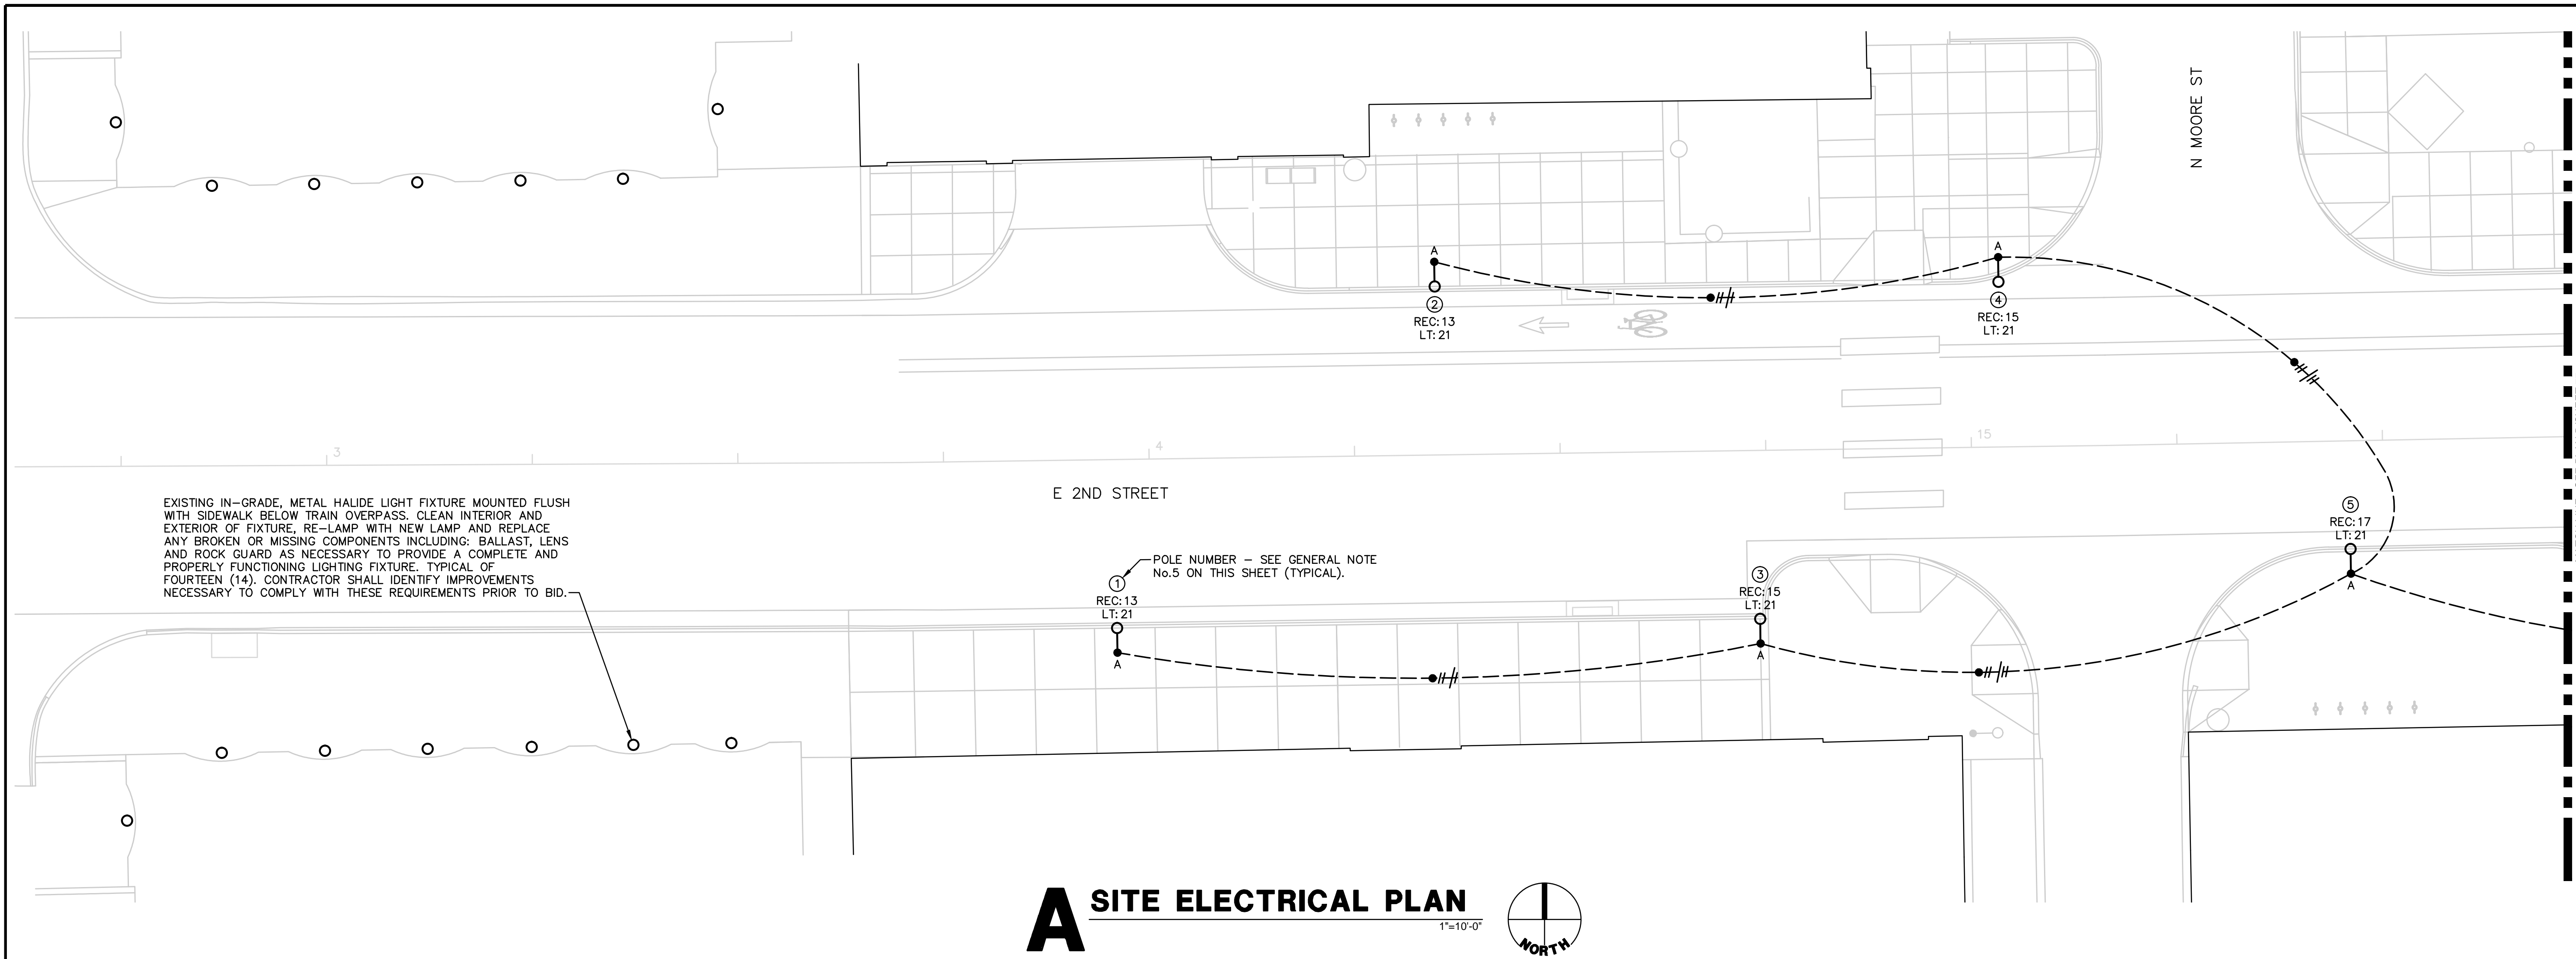 N MOORE ST
A
A
2
REC: 13
LT: 21
4
REC: 15
LT: 21
3
4
15
E 2ND STREET
EXISTING IN-GRADE, METAL HALIDE LIGHT FIXTURE MOUNTED FLUSH
WITH SIDEWALK BELOW TRAIN OVERPASS. CLEAN INTERIOR AND
EXTERIOR OF FIXTURE, RE-LAMP WITH NEW LAMP AND REPLACE
ANY BROKEN OR MISSING COMPONENTS INCLUDING: BALLAST, LENS
AND ROCK GUARD AS NECESSARY TO PROVIDE A COMPLETE AND
PROPERLY FUNCTIONING LIGHTING FIXTURE. TYPICAL OF
FOURTEEN (14). CONTRACTOR SHALL IDENTIFY IMPROVEMENTS
NECESSARY TO COMPLY WITH THESE REQUIREMENTS PRIOR TO BID.
POLE NUMBER - SEE GENERAL NOTE
No.5 ON THIS SHEET (TYPICAL).
1
REC: 13
LT: 21
A
3
REC: 15
LT: 21
A
5
REC: 17
LT: 21
A
A SITE ELECTRICAL PLAN
1"=10'-0"
NORTH